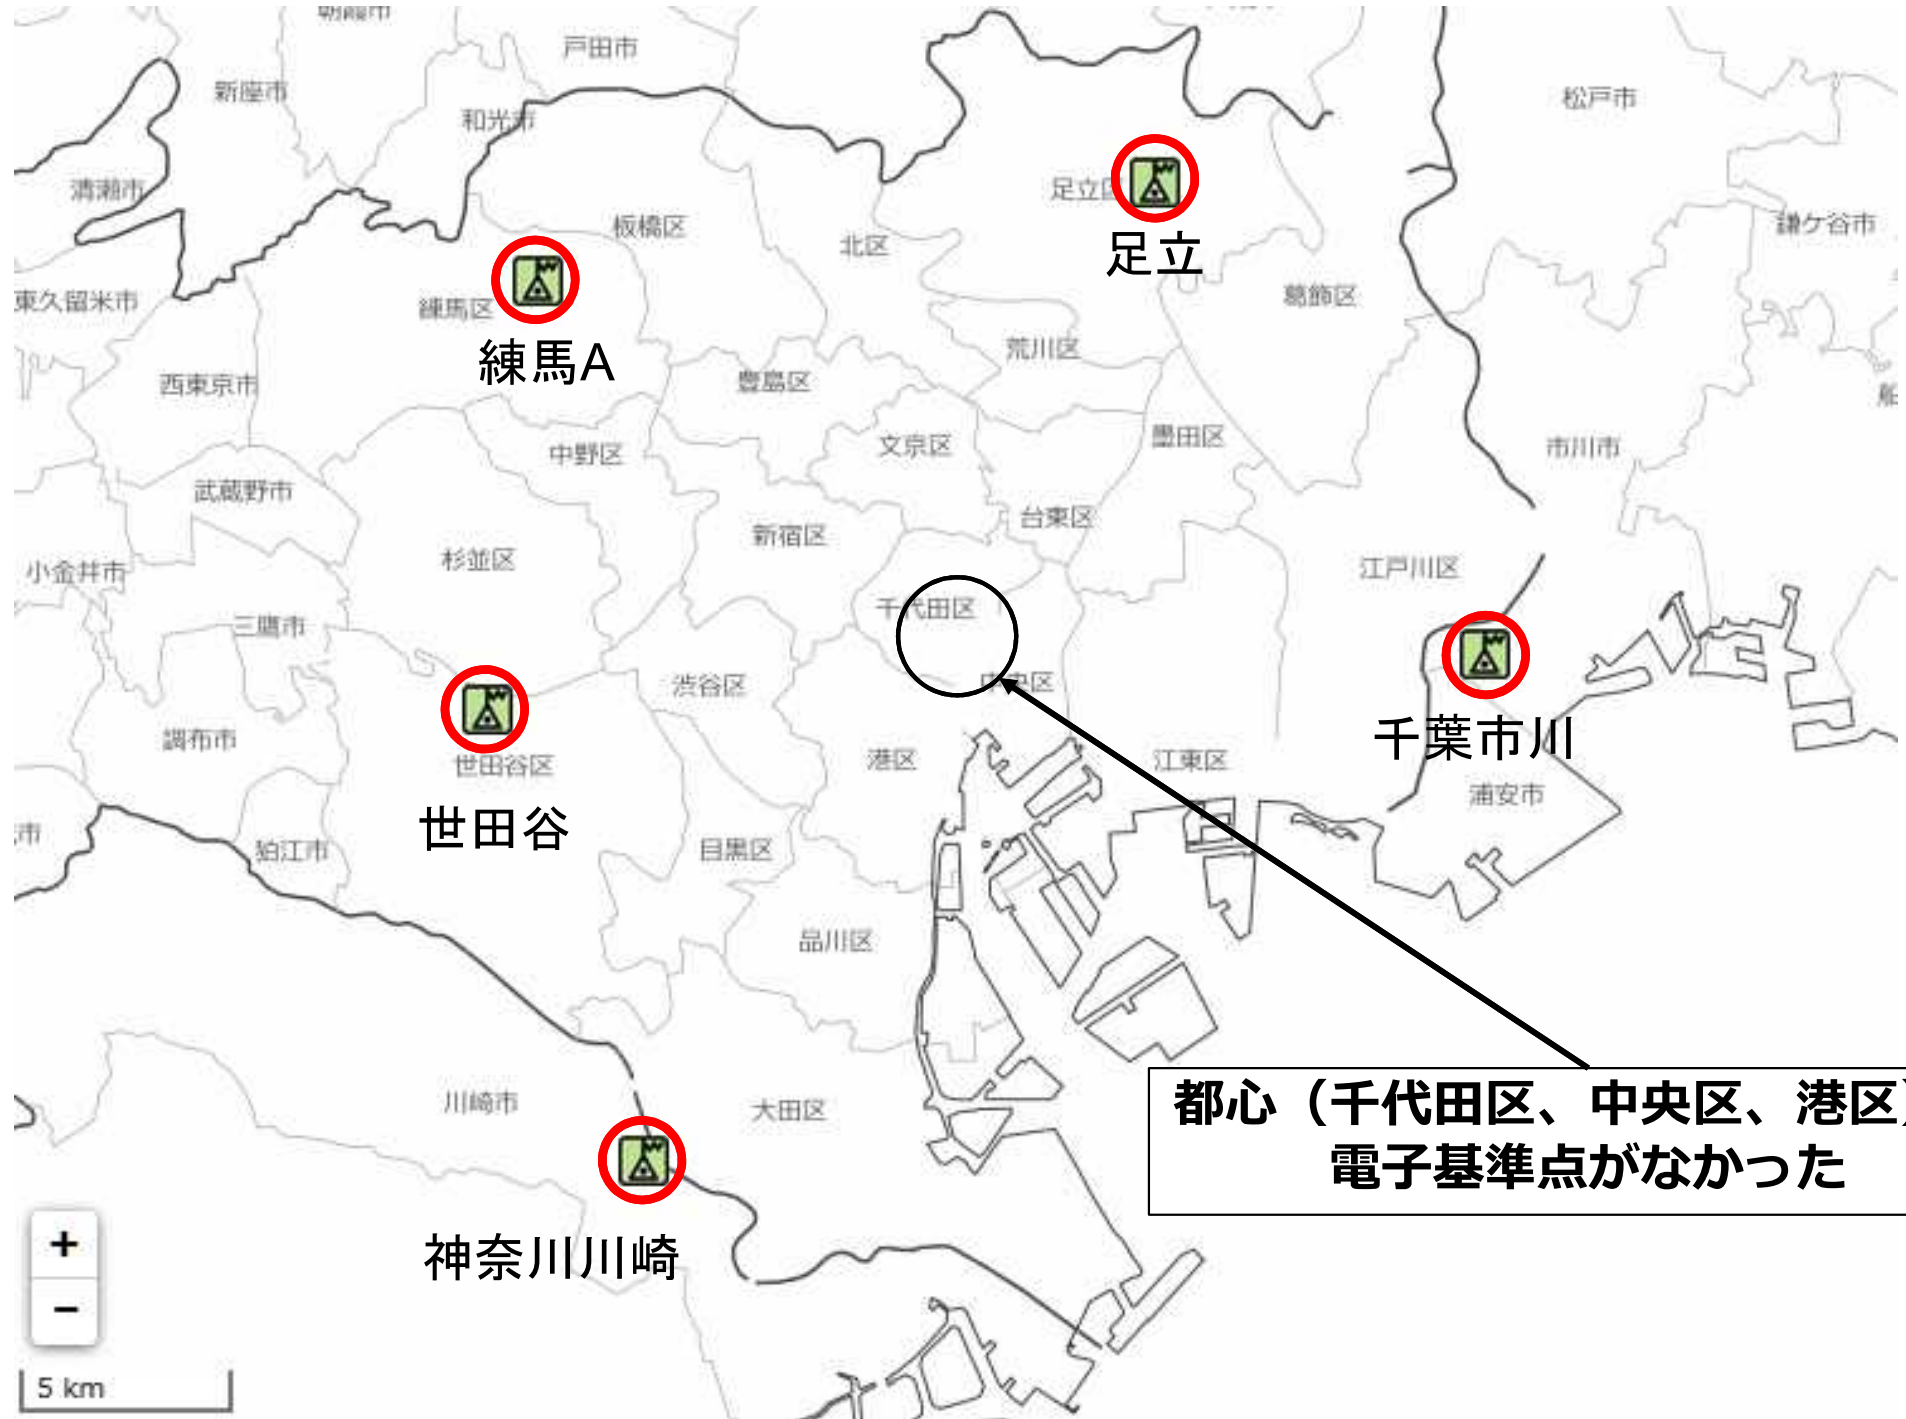 戸田市
新座市
和光市
松戸市
清瀬市
足立区
足立
板橋区
北区
鎌ケ谷市
東久留米市
練馬区
練馬A
葛飾区
荒川区
西東京市
豊島区
中野区
文京区
墨田区
市川市
武蔵野市
新宿区
台東区
小金井市
杉並区
江戸川区
千代田区
三鷹市
渋谷区
中央区
千葉市川
調布市
世田谷区
世田谷
港区
江東区
浦安市
市
狛江市
目黒区
品川区
川崎市
大田区
神奈川川崎
都心（千代田区、中央区、港区）
電子基準点がなかった
+
−
5 km